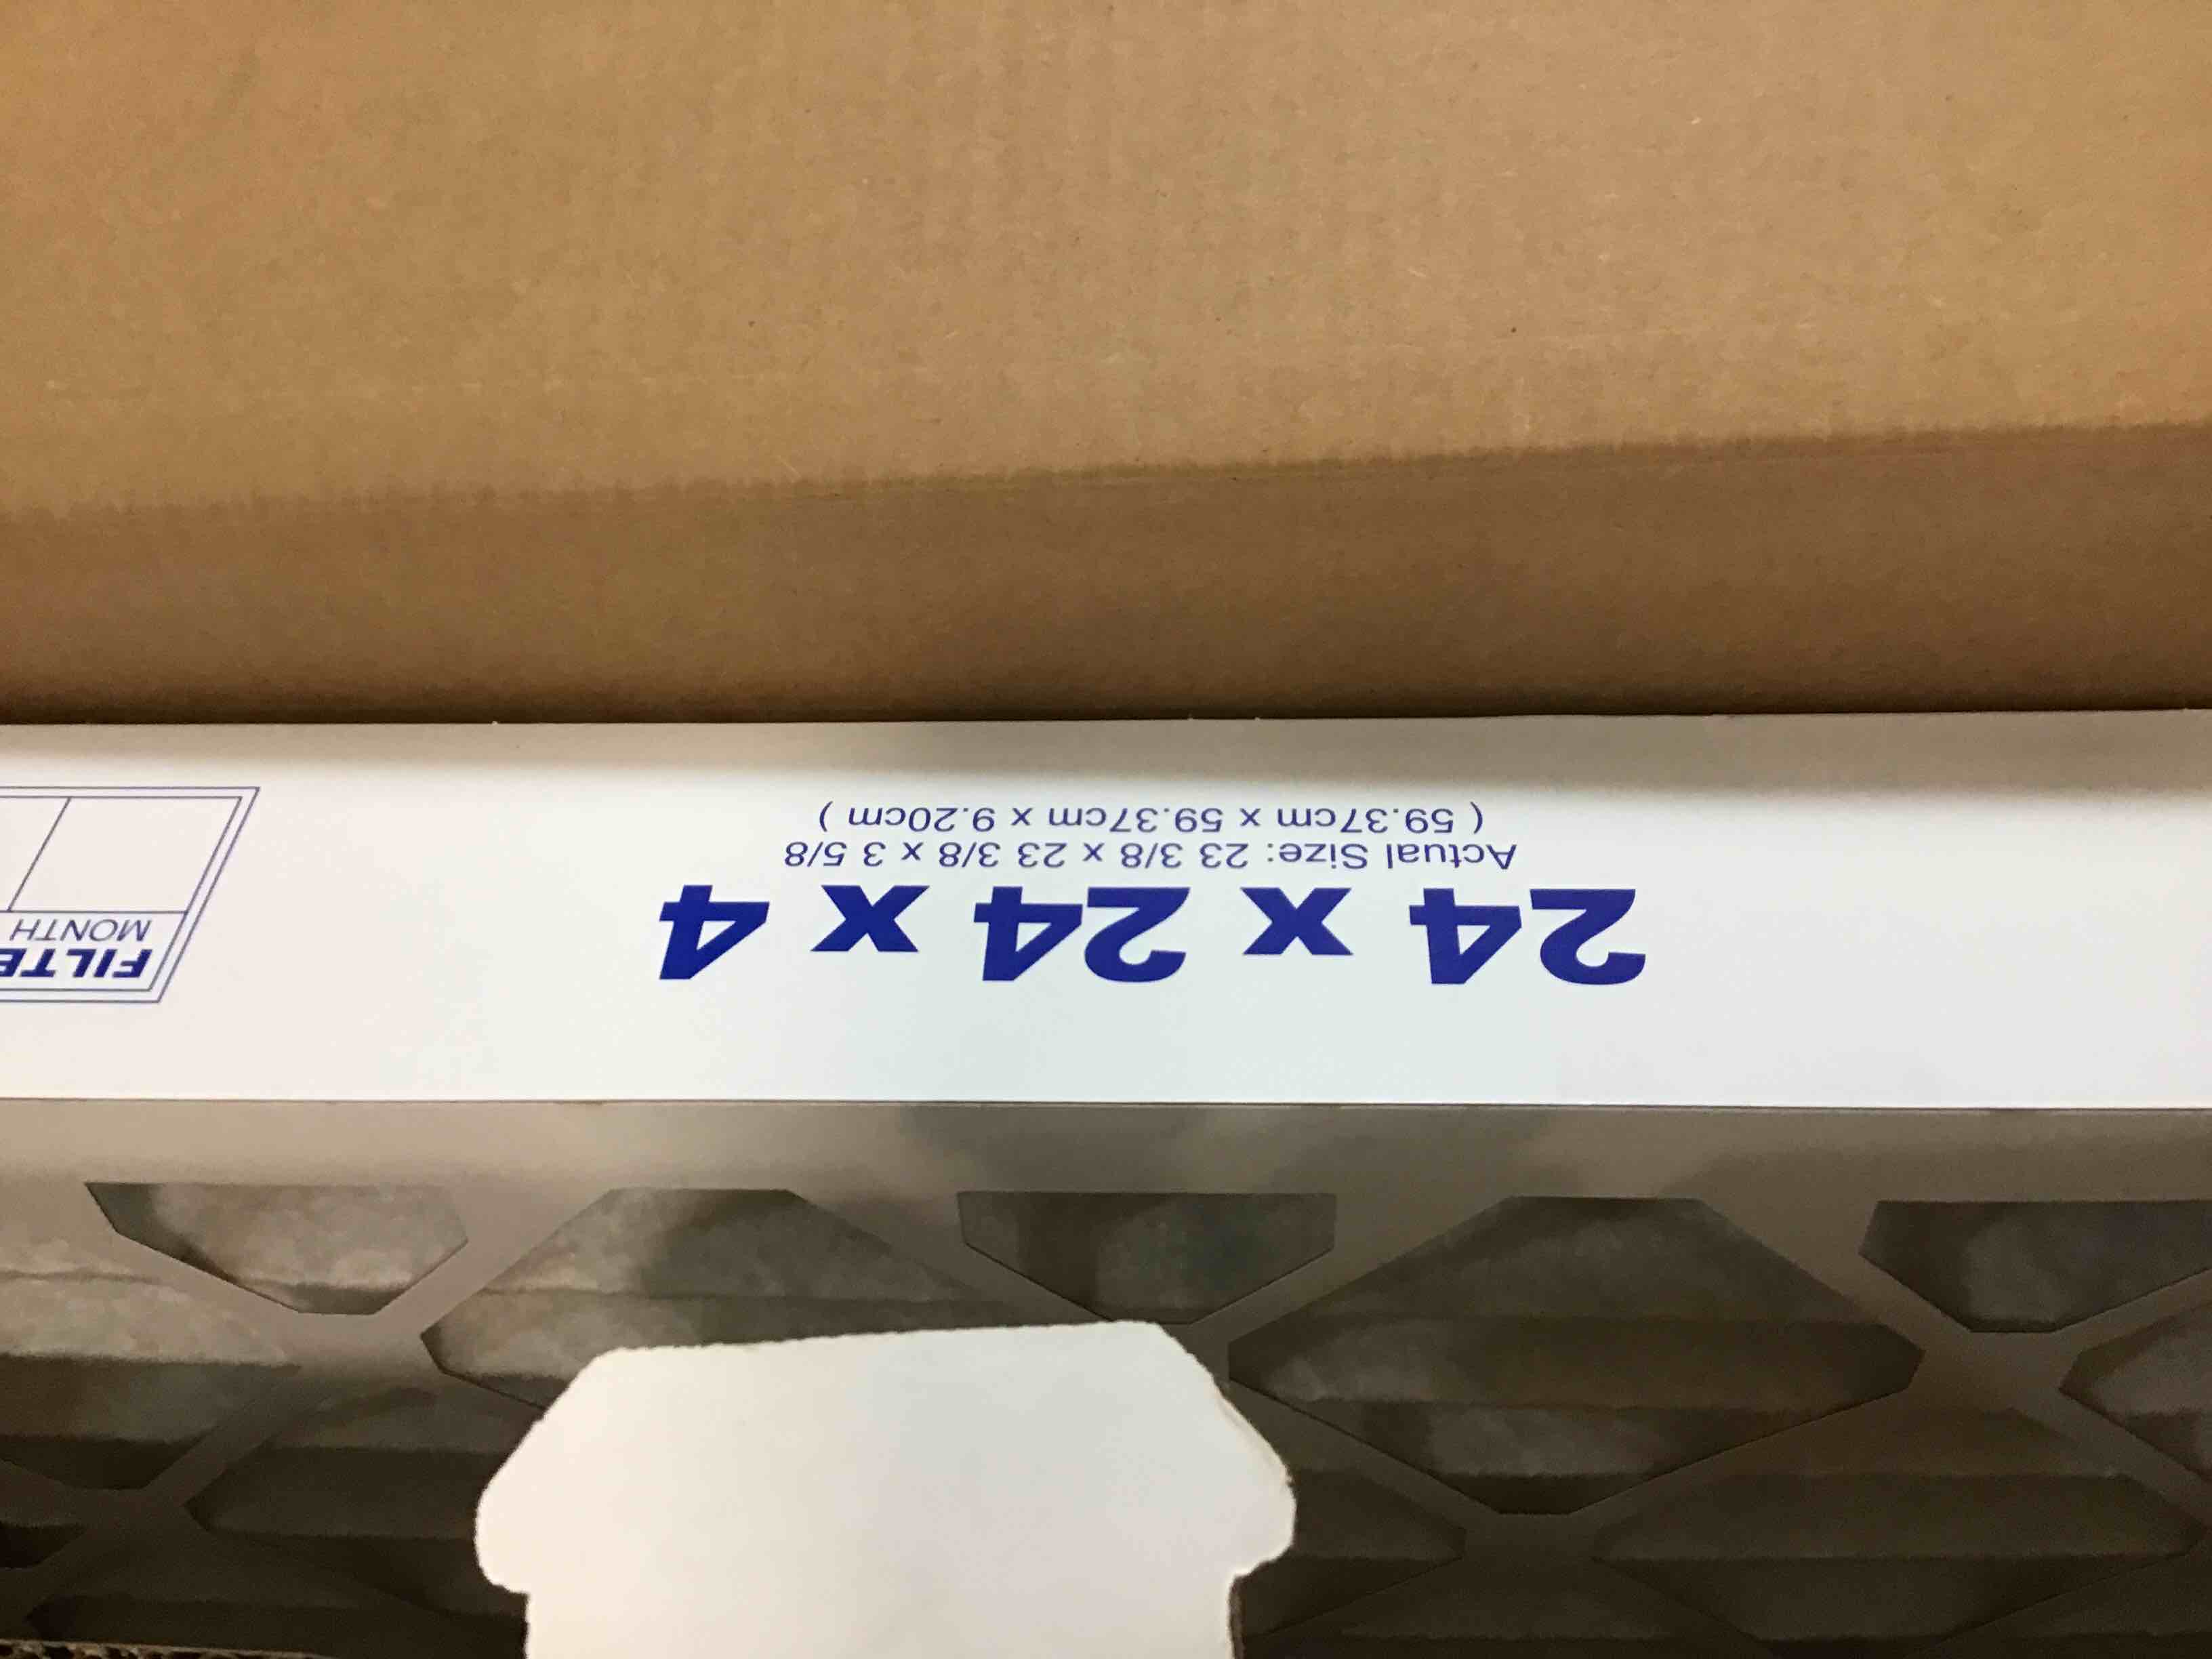 24 x 24 x 4
Actual Size: 23 3/8 x 23 3/8 x 3 5/8
( 59.37cm x 59.37cm x 9.20cm )
MONTH